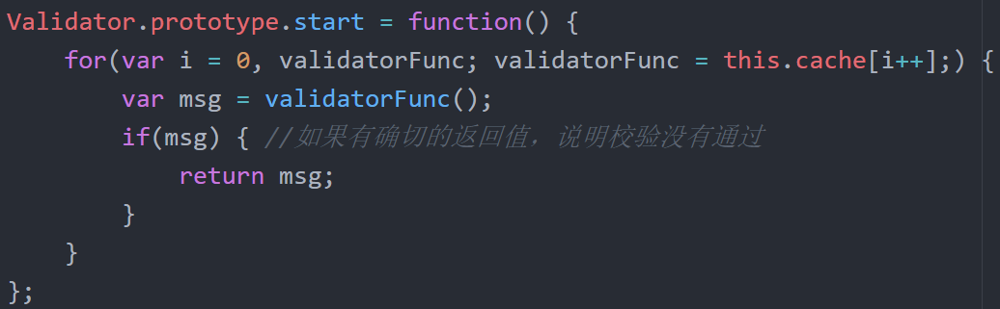 Validator.prototype.start = function() {
    for(var i = 0, validatorFunc; validatorFunc = this.cache[i++];) {
        var msg = validatorFunc();
        if(msg) { //如果有确切的返回值，说明校验没有通过
            return msg;
        }
    }
};